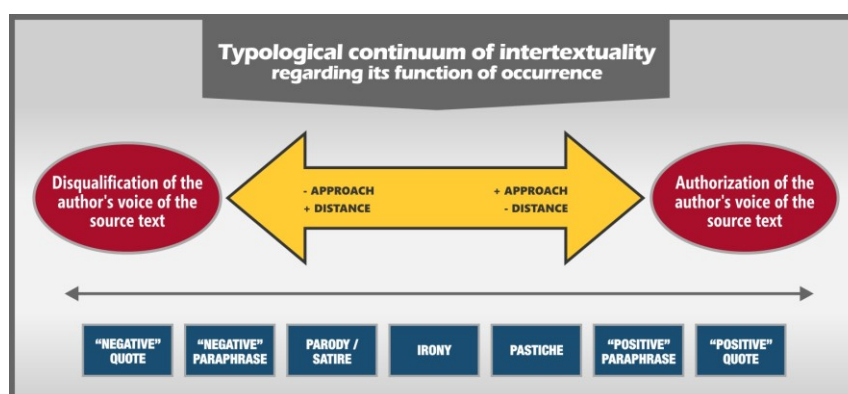 Typological continuum of intertextuality
regarding its function of occurrence
Disqualification of the
author's voice of the
source text
- APPROACH
+ DISTANCE
+ APPROACH
- DISTANCE
Authorization of the
author's voice of the
source text
“NEGATIVE”
QUOTE
“NEGATIVE”
PARAPHRASE
PARODY /
SATIRE
IRONY
PASTICHE
“POSITIVE”
PARAPHRASE
“POSITIVE”
QUOTE